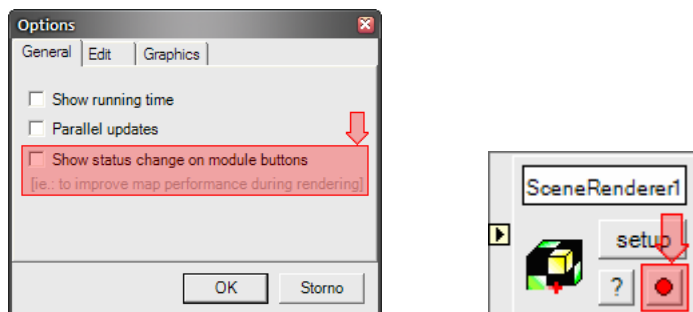 Options
General Edit Graphics
Show running time
Parallel updates
Show status change on module buttons
[ie.: to improve map performance during rendering]
OK Storno
SceneRenderer1
setup
?